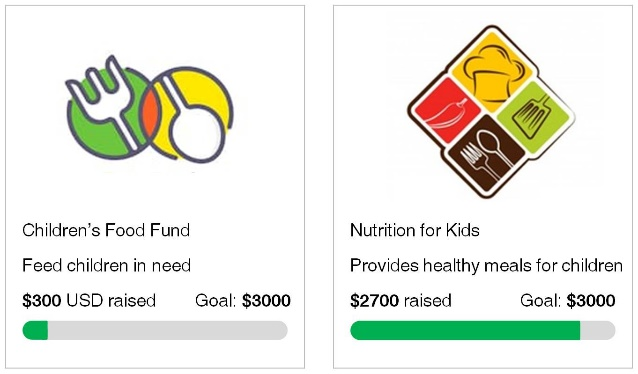 Children's Food Fund
Feed children in need
$300 USD raised Goal: $3000
Nutrition for Kids
Provides healthy meals for children
$2700 raised Goal: $3000